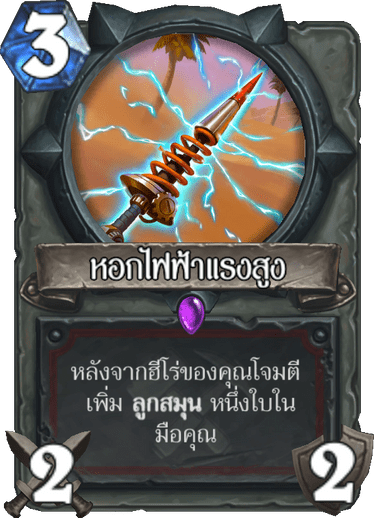 3
หอกไฟฟ้าแรงสูง
หลังจากฮีโร่ของคุณโจมตี
เพิ่ม ลูกสมุน หนึ่งใบใน
มือคุณ
2
2